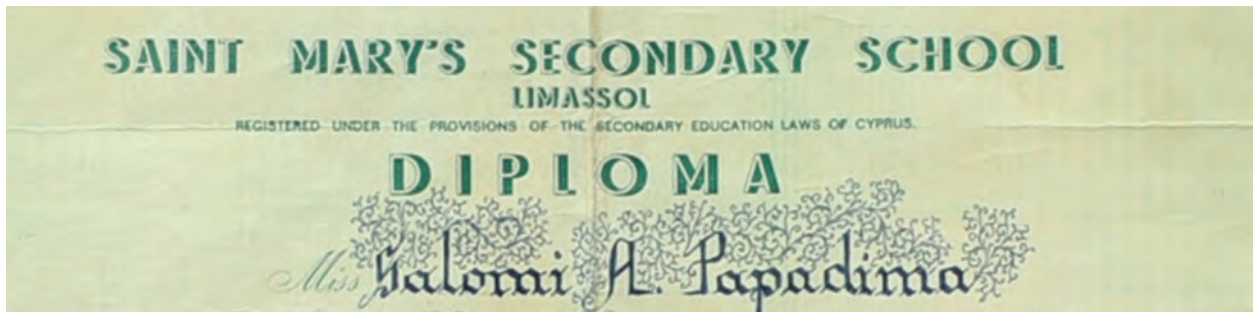 SAINT MARY'S SECONDARY SCHOOL
LIMASSOL
REGISTERED UNDER THE PROVISIONS OF THE SECONDARY EDUCATION LAWS OF CYPRUS.
DIPLOMA
Miss Salomi A. Papadima